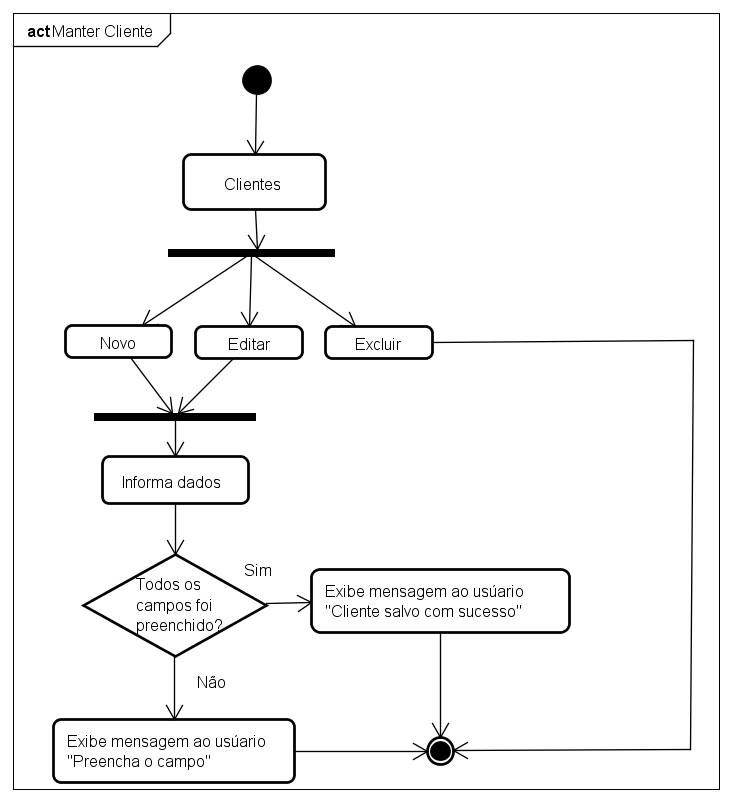 act Manter Cliente
Clientes
Novo
Editar
Excluir
Informa dados
Todos os
campos foi
preenchido?
Sim
Exibe mensagem ao usúario
"Cliente salvo com sucesso"
Não
Exibe mensagem ao usúario
"Preencha o campo"